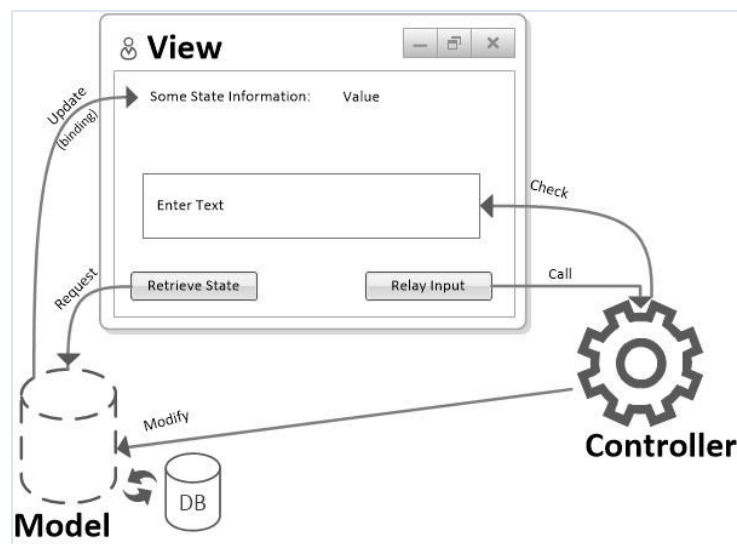 View
Some State Information: Value
Update
(binding)
Enter Text
Check
Request
Retrieve State
Relay Input
Call
Modify
Controller
DB
Model